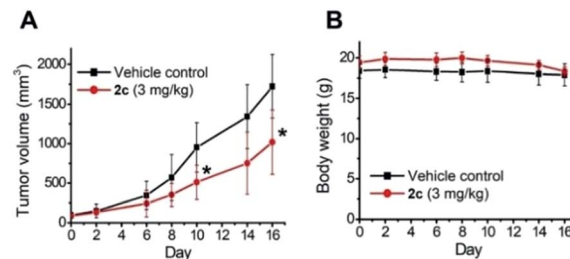 A
Tumor volume (mm³)
2000
1500
1000
500
0
Vehicle control
2c (3 mg/kg)
*
*
0 2 4 6 8 10 12 14 16
Day
B
Body weight (g)
20
15
10
5
0
Vehicle control
2c (3 mg/kg)
0 2 4 6 8 10 12 14 16
Day